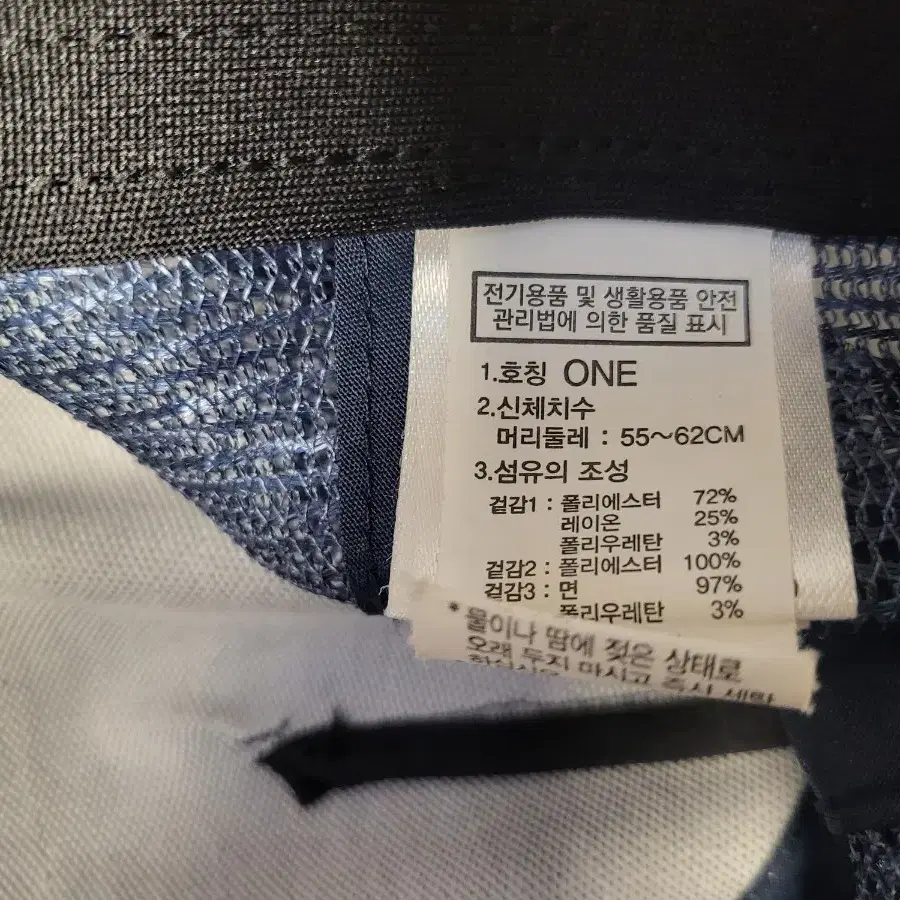 전기용품 및 생활용품 안전
관리법에 의한 품질 표시
1.호칭 ONE
2.신체치수
머리둘레 : 55~62CM
3.섬유의 조성
겉감1 : 폴리에스터 72%
레이온 25%
폴리우레탄 3%
겉감2 : 폴리에스터 100%
겉감3 : 면 97%
폴리우레탄 3%
* 물이나 땀에 젖은 상태로
오래 두지 마시고 즉시 세탁